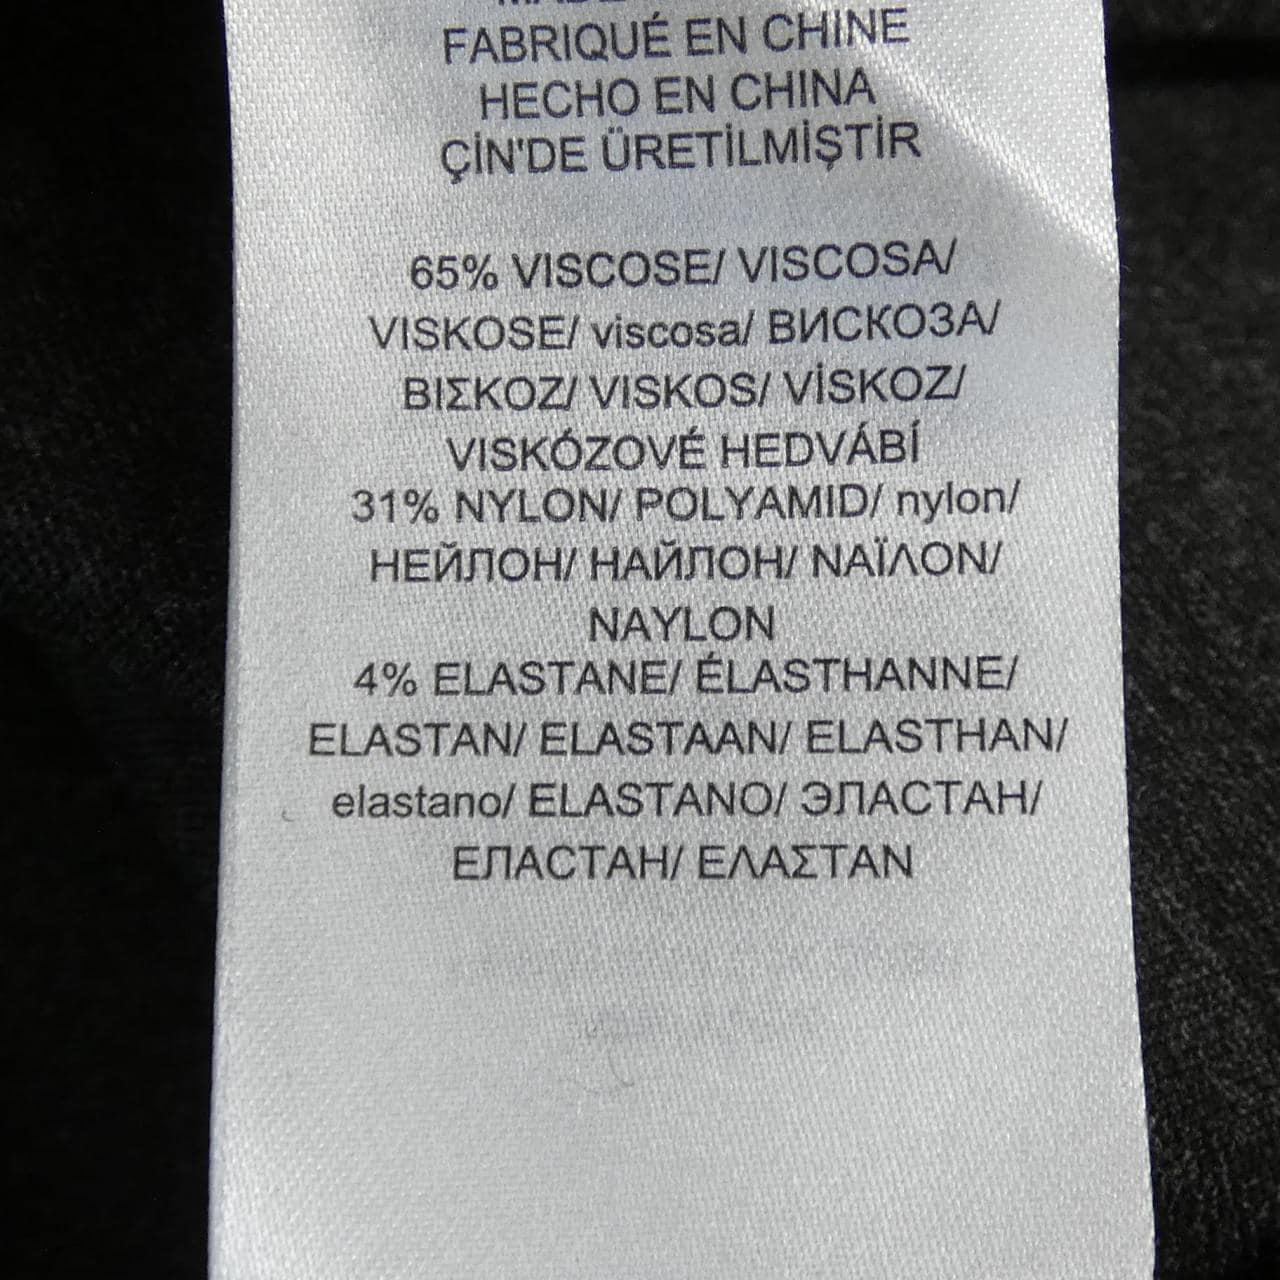 FABRIQUÉ EN CHINE
HECHO EN CHINA
ÇİN'DE ÜRETİLMİŞTİR
65% VISCOSE/ VISCOSA/
VISKOSE/ viscosa/ ВИСКОЗА/
ΒΙΣΚΟΖ/ VISKOS/ VİSKOZ/
VISKÓZOVÉ HEDVÁBÍ
31% NYLON/ POLYAMID/ nylon/
НЕЙЛОН/ НАЙЛОН/ ΝΑΪΛΟΝ/
NAYLON
4% ELASTANE/ ÉLASTHANNE/
ELASTAN/ ELASTAAN/ ELASTHAN/
elastano/ ELASTANO/ ЭЛАСТАН/
ЕЛАСТАН/ ΕΛΑΣΤΑΝ